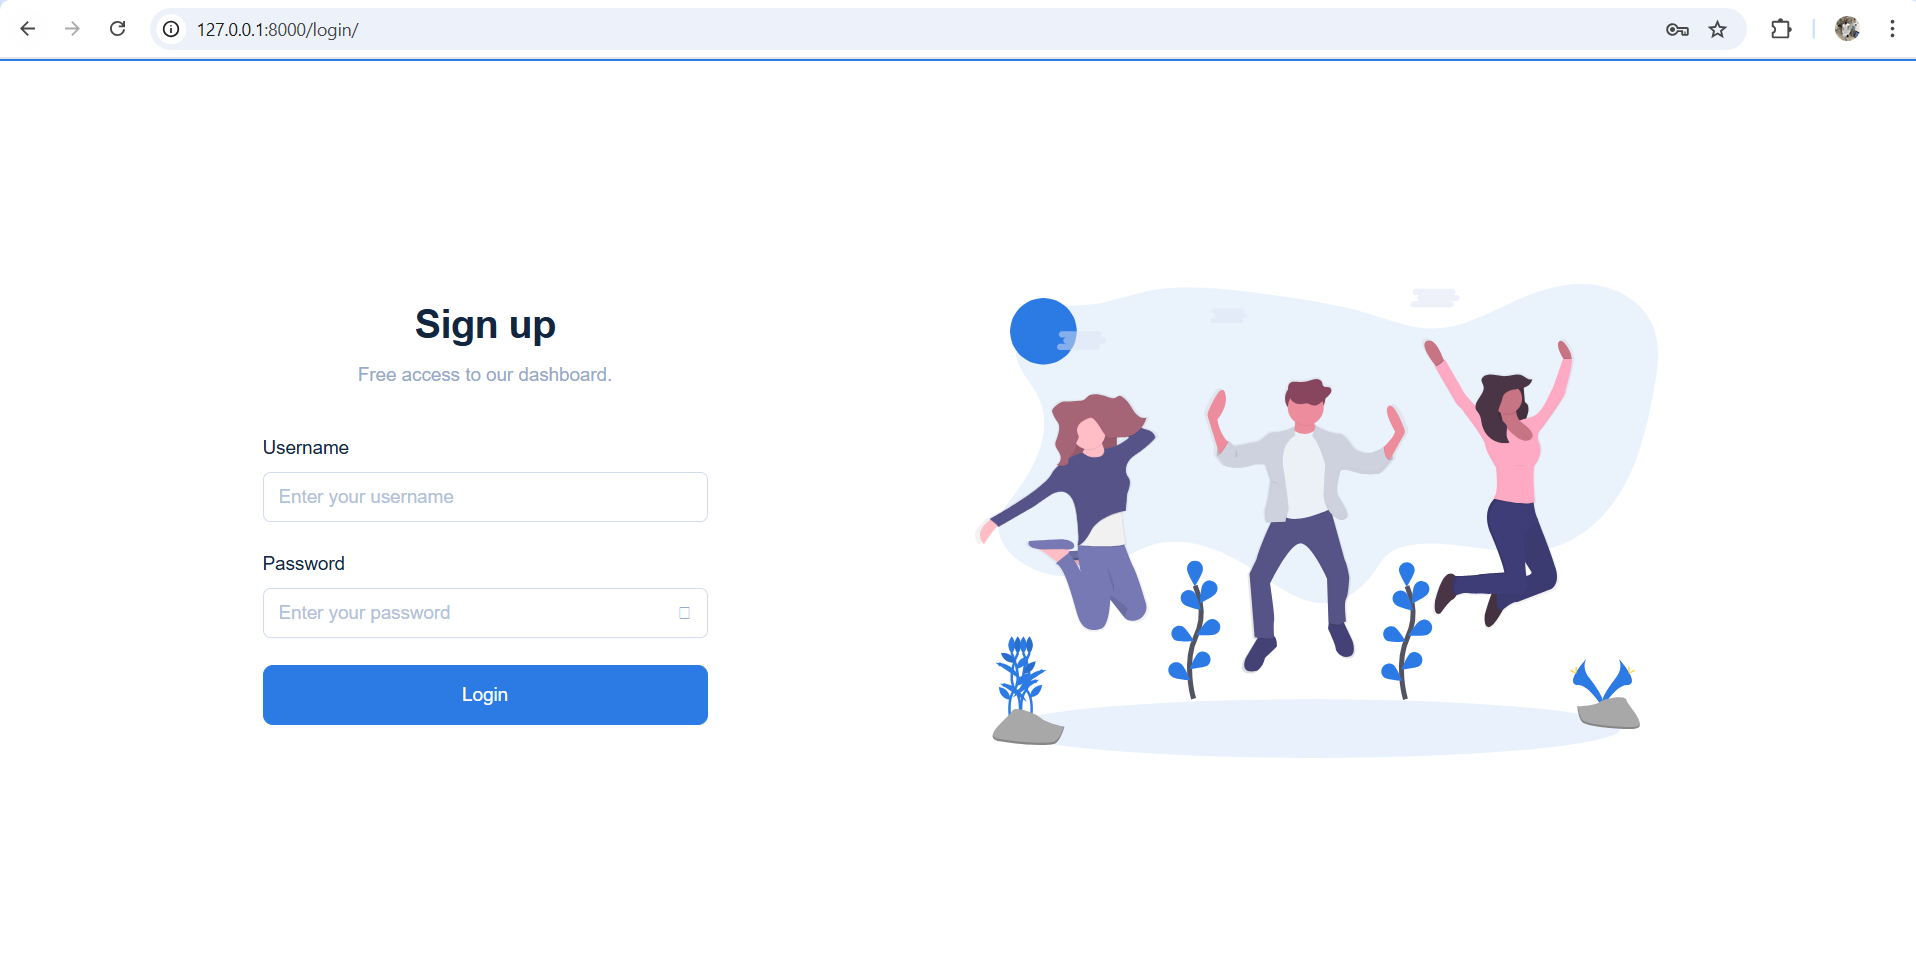 127.0.0.1:8000/login/
Sign up
Free access to our dashboard.
Username
Enter your username
Password
Enter your password
Login